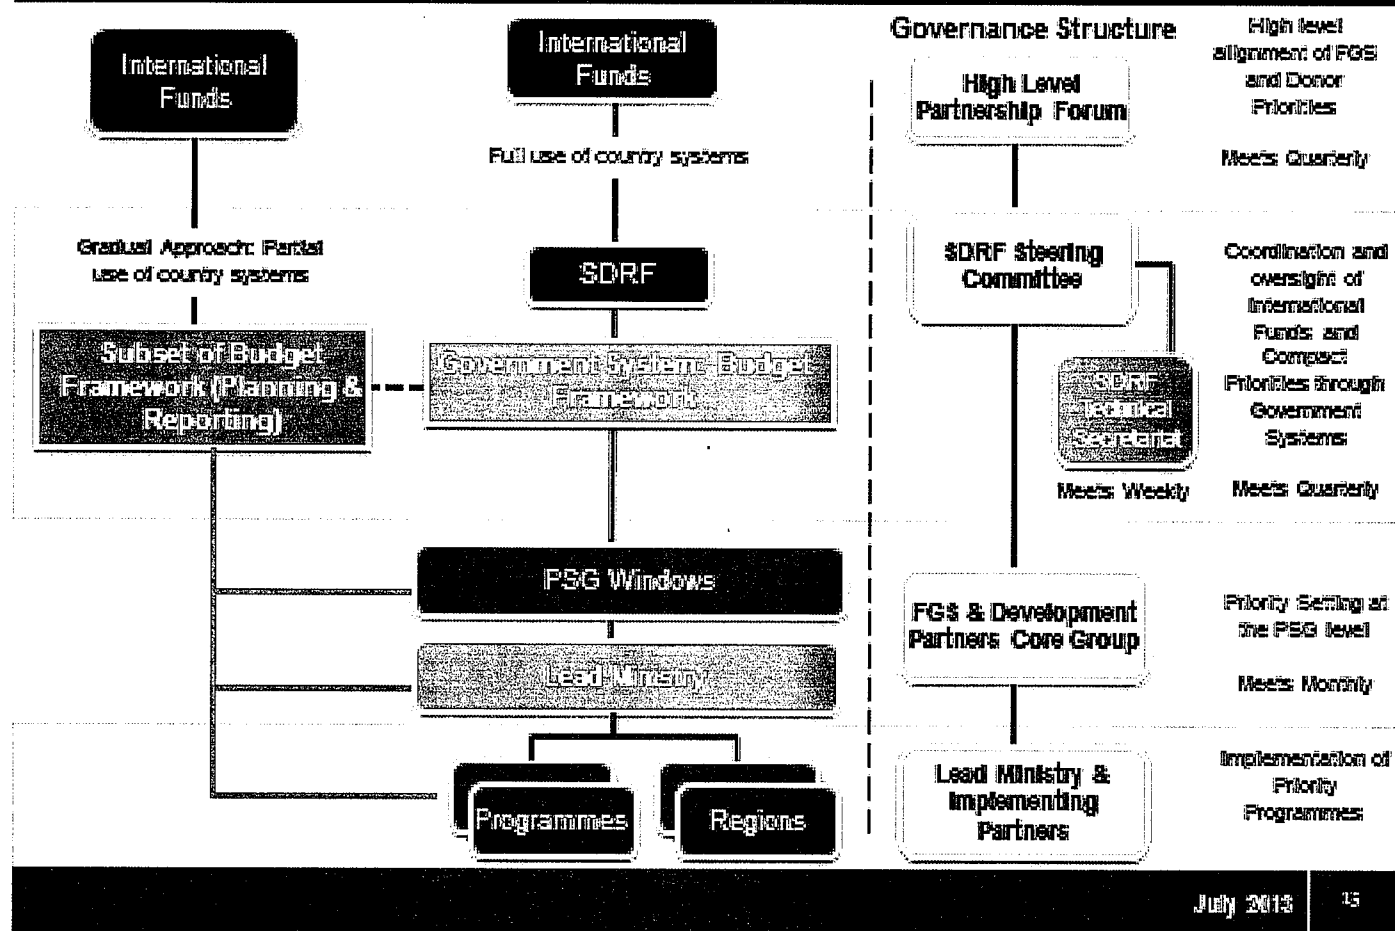 International
Funds
Gradual Approach: Partial
use of country systems
Subset of Budget
Framework (Planning &
Reporting)
International
Funds
Full use of country systems
SDRF
Government System: Budget
Framework
PSG Windows
Lead Ministry
Programmes
Regions
Governance Structure
High Level
Partnership Forum
High level
alignment of FGS
and Donor
Priorities
Meets: Quarterly
SDRF Steering
Committee
SDRF
Technical
Secretariat
Meets: Weekly
Coordination and
oversight of
International
Funds and
Compact
Priorities through
Government
Systems
Meets: Quarterly
FGS & Development
Partners Core Group
Priority Setting at
the PSG level
Meets: Monthly
Lead Ministry &
Implementing
Partners
Implementation of
Priority
Programmes
July 2013